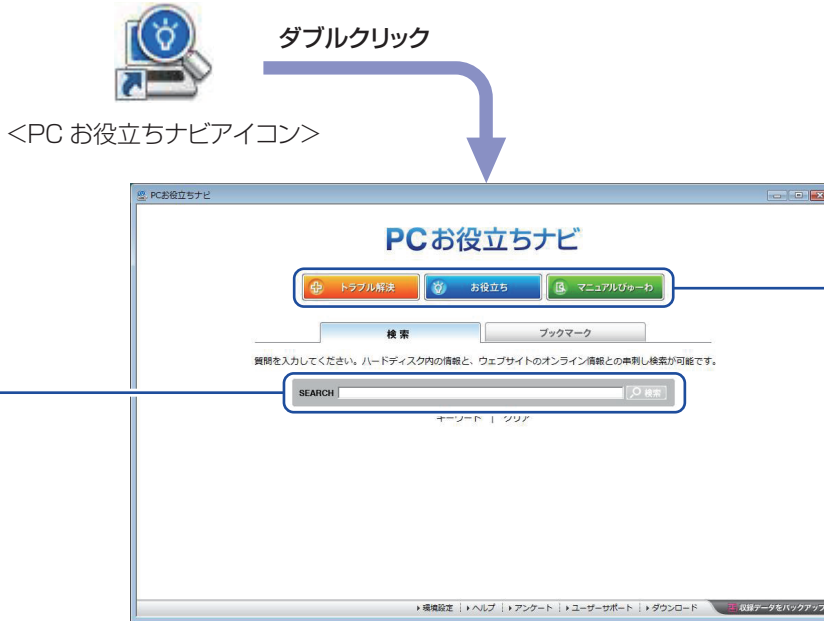 ダブルクリック
＜PC お役立ちナビアイコン＞
PCお役立ちナビ
PCお役立ちナビ
トラブル解決
お役立ち
マニュアルびゅーわ
検索
ブックマーク
質問を入力してください。ハードディスク内の情報と、ウェブサイトのオンライン情報との串刺し検索が可能です。
SEARCH
検索
キーワード | クリア
環境設定 ヘルプ アンケート ユーザーサポート ダウンロード 収録データをバックアップ